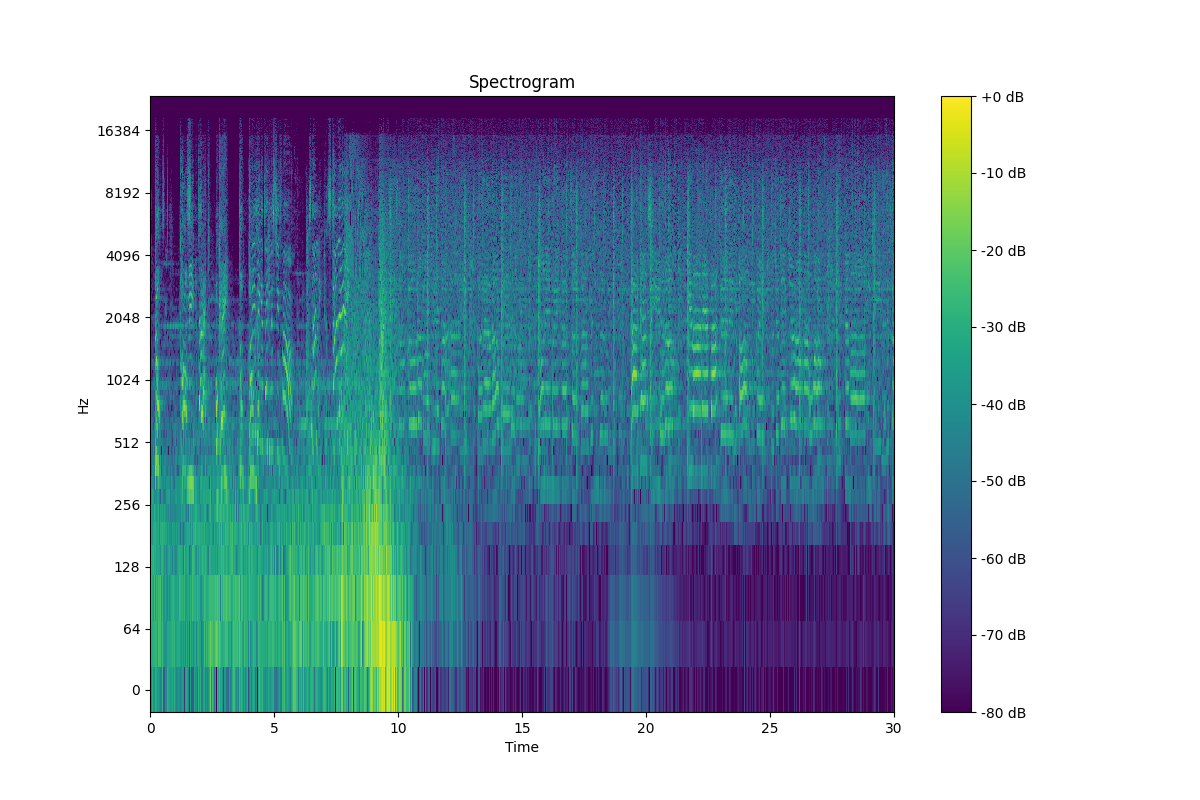 Spectrogram
16384
8192
4096
2048
1024
512
256
128
64
0
Hz
0 5 10 15 20 25 30
Time
+0 dB
-10 dB
-20 dB
-30 dB
-40 dB
-50 dB
-60 dB
-70 dB
-80 dB